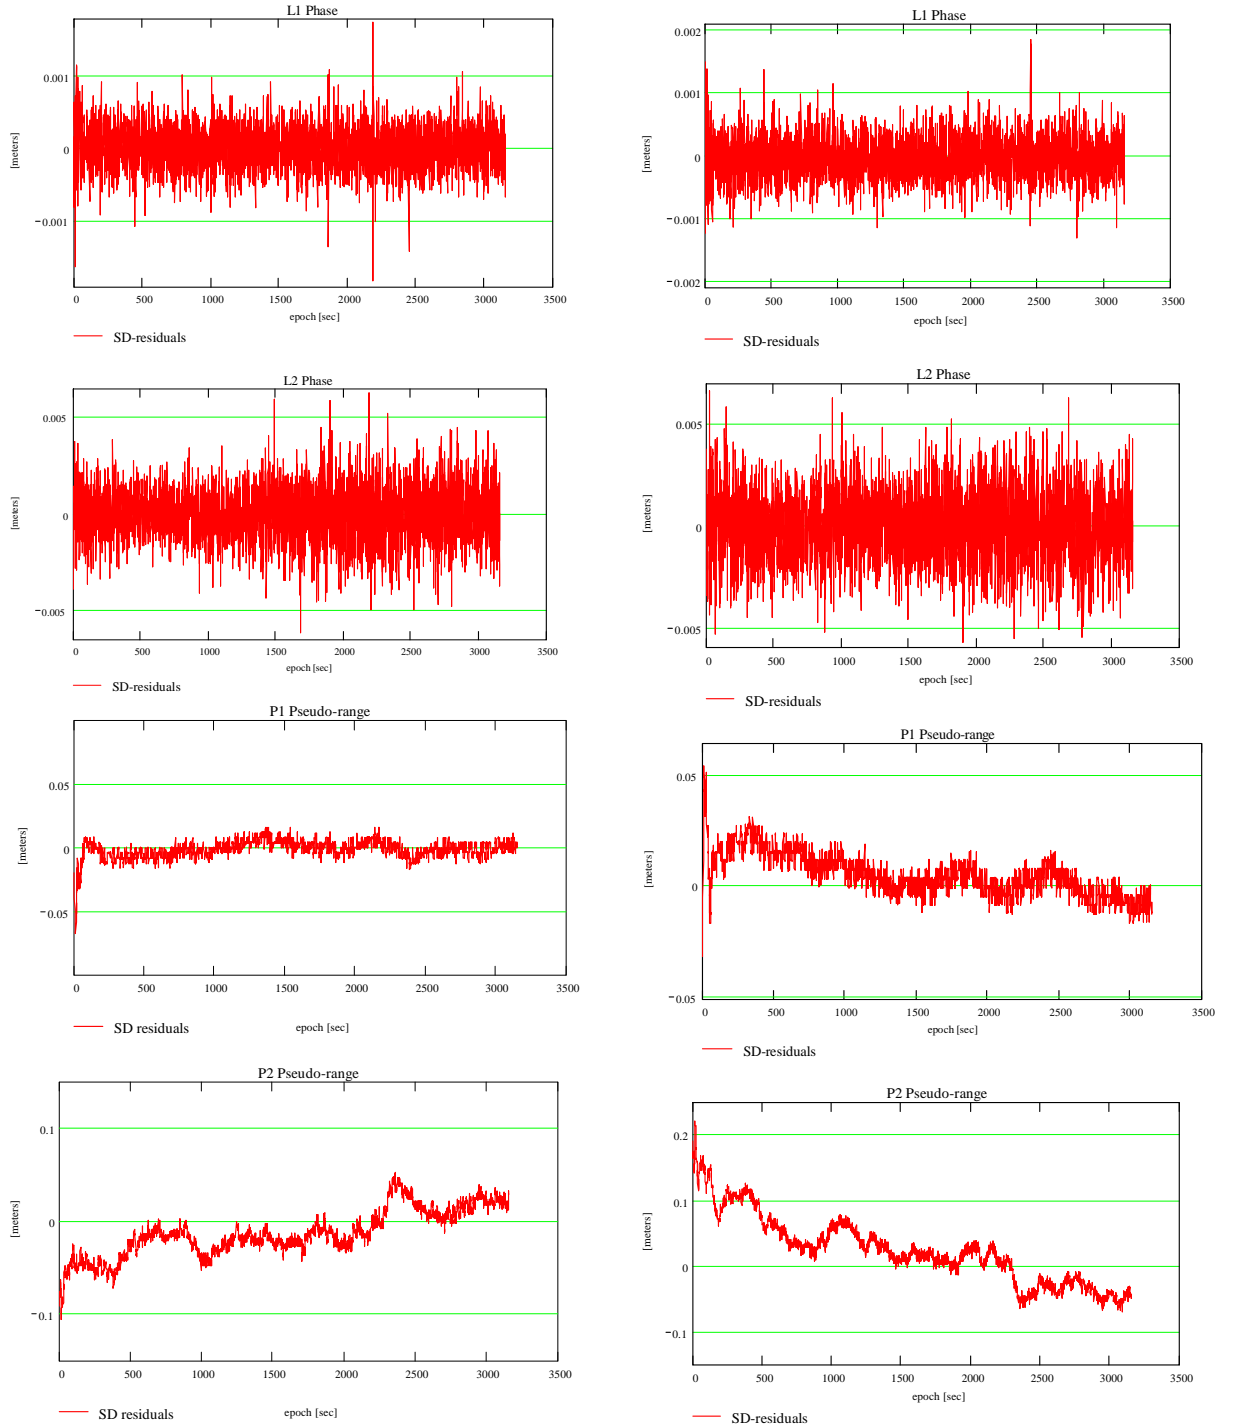 L1 Phase
0.001
0
−0.001
[meters]
0 500 1000 1500 2000 2500 3000 3500
epoch [sec]
SD-residuals
L1 Phase
0.002
0.001
0
−0.001
−0.002
[meters]
0 500 1000 1500 2000 2500 3000 3500
epoch [sec]
SD-residuals
L2 Phase
0.005
0
−0.005
[meters]
0 500 1000 1500 2000 2500 3000 3500
epoch [sec]
SD-residuals
L2 Phase
0.005
0
−0.005
[meters]
0 500 1000 1500 2000 2500 3000 3500
epoch [sec]
SD-residuals
P1 Pseudo-range
0.05
0
−0.05
[meters]
0 500 1000 1500 2000 2500 3000 3500
SD residuals epoch [sec]
P1 Pseudo-range
0.05
0
−0.05
[meters]
0 500 1000 1500 2000 2500 3000 3500
epoch [sec]
SD-residuals
P2 Pseudo-range
0.1
0
−0.1
[meters]
0 500 1000 1500 2000 2500 3000 3500
SD residuals epoch [sec]
P2 Pseudo-range
0.2
0.1
0
−0.1
[meters]
0 500 1000 1500 2000 2500 3000 3500
epoch [sec]
SD-residuals